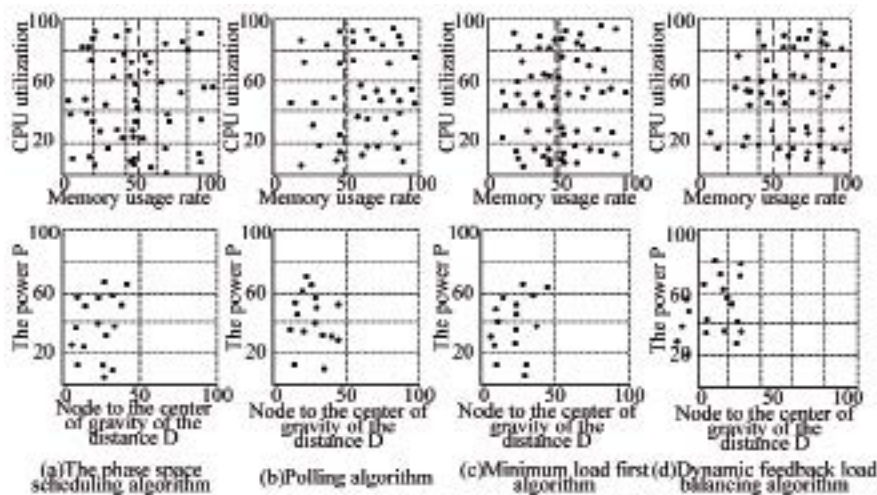 100
CPU utilization
60
20
0
50
100
Memory usage rate
100
CPU utilization
60
20
0
50
100
Memory usage rate
100
CPU utilization
60
20
0
50
100
Memory usage rate
100
CPU utilization
60
20
0
50
100
Memory usage rate
100
The power P
60
20
0
50
100
Node to the center
of gravity of the
distance D
100
The power P
60
20
0
50
100
Node to the center of
gravity of the
distance D
100
The power P
60
20
0
50
100
Node to the center of
gravity of the
distance D
100
The power P
60
20
0
50
100
Node to the center of
gravity of the
distance D
(a)The phase space
scheduling algorithm
(b)Polling algorithm
(c)Minimum load first
algorithm
(d)Dynamic feedback load
balancing algorithm